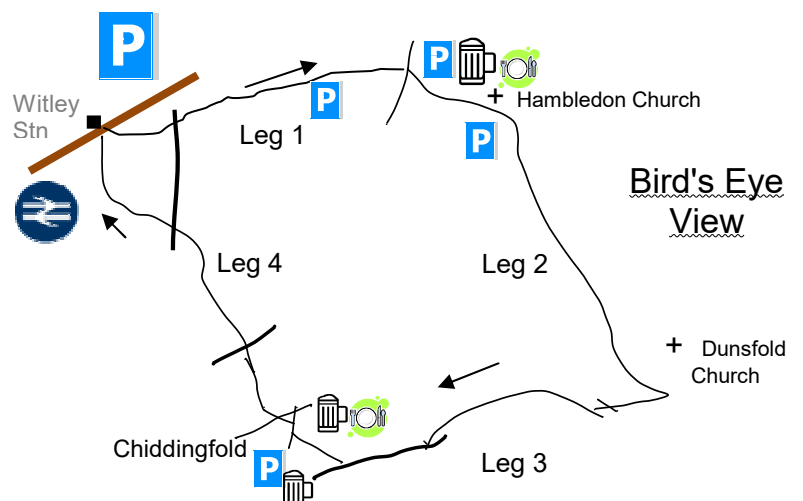 P
Witley
Stn
P
P
Hambledon Church
P
Leg 1
Bird's Eye
View
Leg 2
Leg 4
Dunsfold
Church
Chiddingfold
P
Leg 3